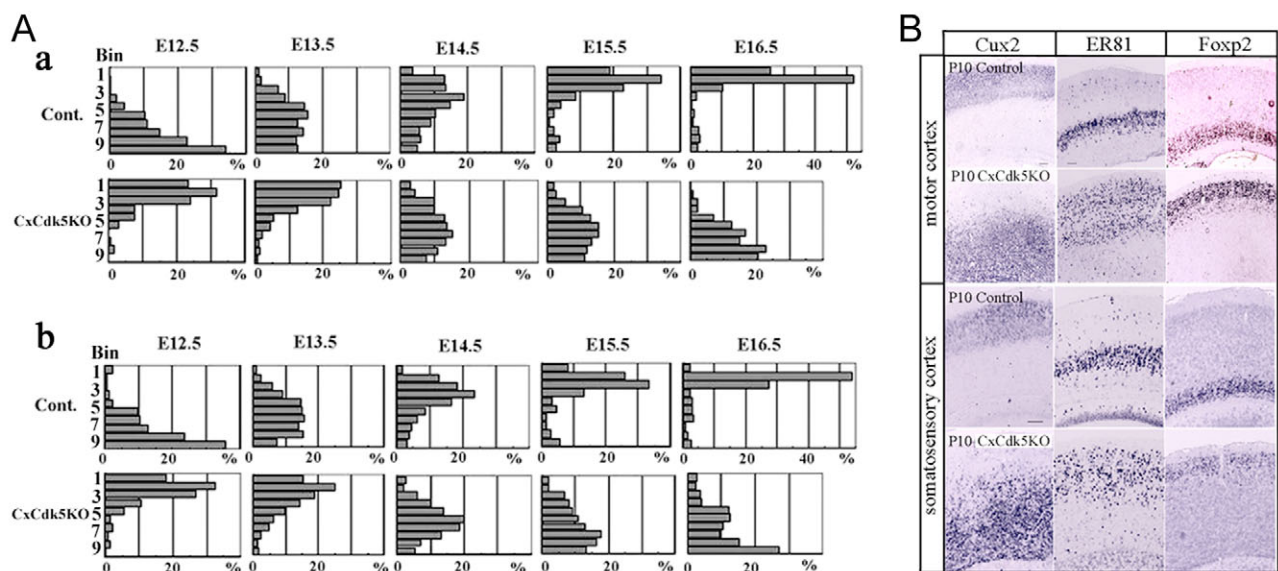 A
a
Bin
E12.5 E13.5 E14.5 E15.5 E16.5
Cont.
1
3
5
7
9
0 20 % 0 20 % 0 20 % 0 20 % 0 20 40 %
CxCdk5KO
1
3
5
7
9
0 20 % 0 20 % 0 20 % 0 20 % 0 20 %
b
Bin
E12.5 E13.5 E14.5 E15.5 E16.5
Cont.
1
3
5
7
9
0 20 % 0 20 % 0 20 % 0 20 % 0 20 40 %
CxCdk5KO
1
3
5
7
9
0 20 % 0 20 % 0 20 % 0 20 % 0 20 %
B
Cux2 ER81 Foxp2
motor cortex
P10 Control
P10 CxCdk5KO
somatosensory cortex
P10 Control
P10 CxCdk5KO